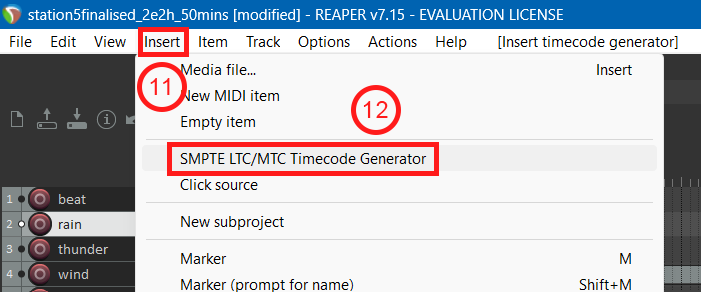 station5finalised_2e2h_50mins [modified] - REAPER v7.15 - EVALUATION LICENSE
File Edit View Insert Item Track Options Actions Help [Insert timecode generator]
Media file... Insert
11
New MIDI item
12
Empty item
SMPTE LTC/MTC Timecode Generator
Click source
1 beat
2 rain
New subproject
3 thunder
4 wind
Marker M
Marker (prompt for name) Shift+M